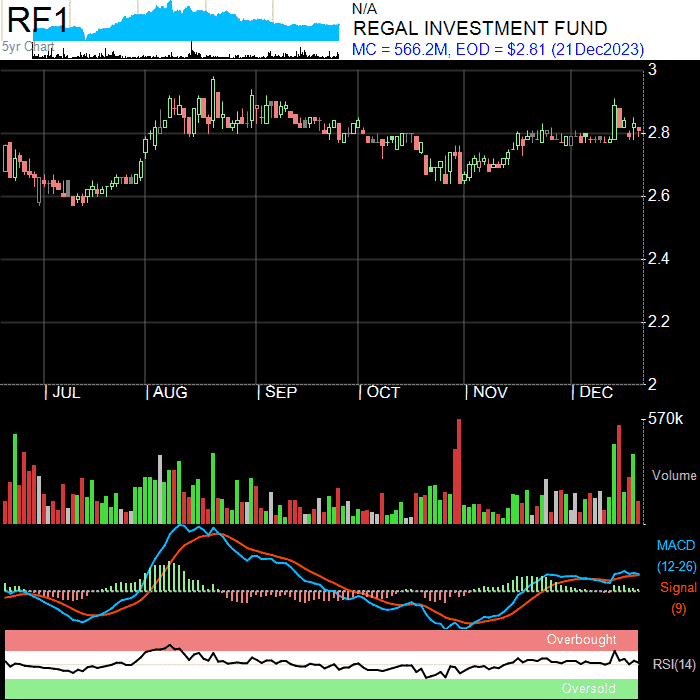 RF1
5yr Chart
N/A
REGAL INVESTMENT FUND
MC = 566.2M, EOD = $2.81 (21Dec2023)
3
2.8
2.6
2.4
2.2
2
| JUL | AUG | SEP | OCT | NOV | DEC
570k
Volume
MACD
(12-26)
Signal
(9)
Overbought
RSI(14)
Oversold